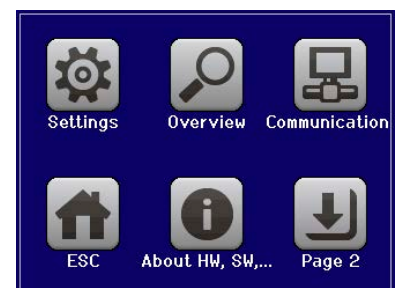 Settings
Overview
Communication
ESC
About HW, SW,...
Page 2